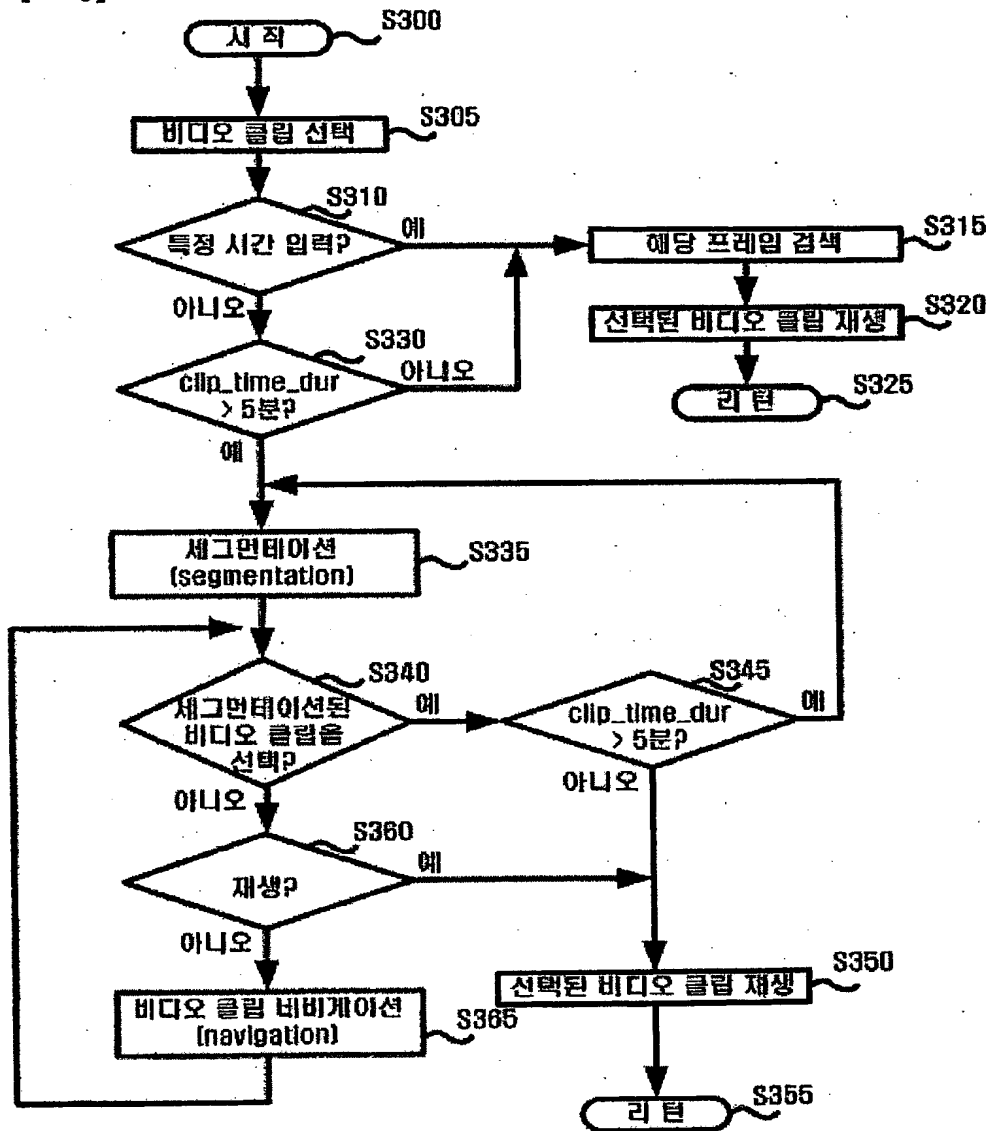 시 작
S300
비디오 클립 선택
S305
S310
특정 시간 입력?
예
아니오
해당 프레임 검색
S315
선택된 비디오 클립 재생
S320
리 턴
S325
S330
clip_time_dur
> 5분?
아니오
예
세그먼테이션
(segmentation)
S335
S340
세그먼테이션된
비디오 클립을
선택?
예
아니오
S345
clip_time_dur
> 5분?
예
아니오
S360
재생?
예
아니오
선택된 비디오 클립 재생
S350
비디오 클립 네비게이션
(navigation)
S365
리 턴
S355